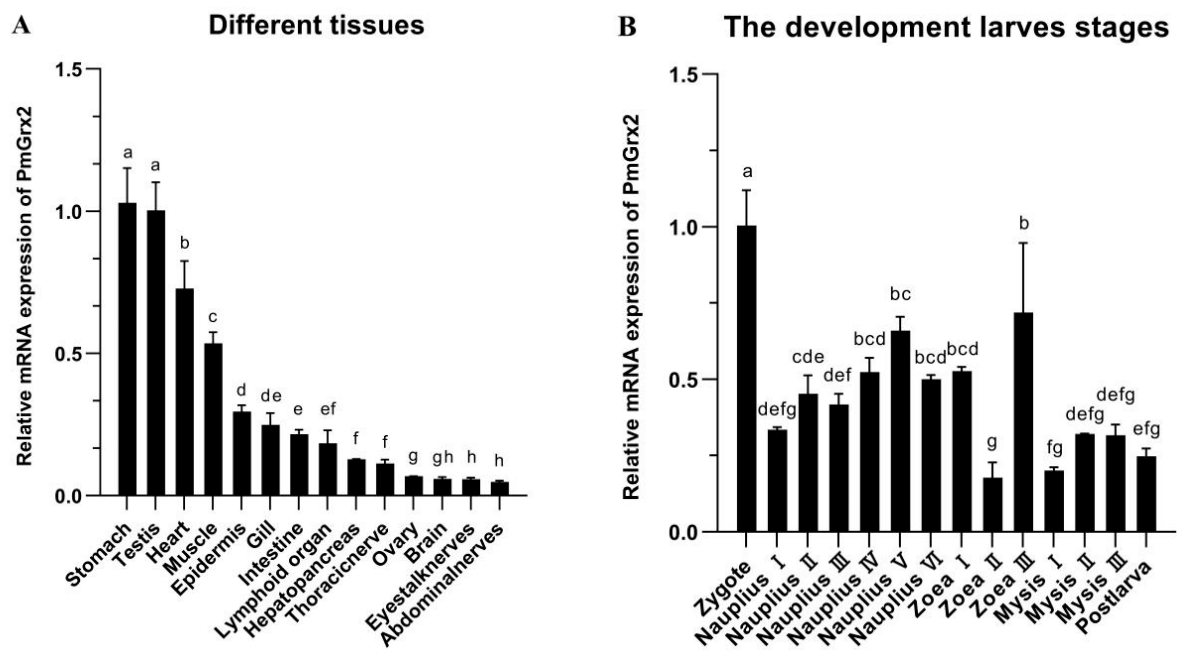 A
Different tissues
Relative mRNA expression of PmGrx2
1.5
1.0
0.5
0.0
a
a
b
c
d
de
e
ef
f
f
g
gh
h
h
Stomach
Testis
Heart
Muscle
Epidermis
Gill
Intestine
Lymphoid organ
Hepatopancreas
Thoracicnerve
Ovary
Brain
Eyestalknerves
Abdominalnerves
B
The development larves stages
Relative mRNA expression of PmGrx2
1.5
1.0
0.5
0.0
a
defg
cde
def
bcd
bc
bcd
bcd
g
b
fg
defg
defg
efg
Zygote
Nauplius Ⅰ
Nauplius Ⅱ
Nauplius Ⅲ
Nauplius Ⅳ
Nauplius Ⅴ
Nauplius Ⅵ
Zoea Ⅰ
Zoea Ⅱ
Zoea Ⅲ
Mysis Ⅰ
Mysis Ⅱ
Mysis Ⅲ
Postlarva